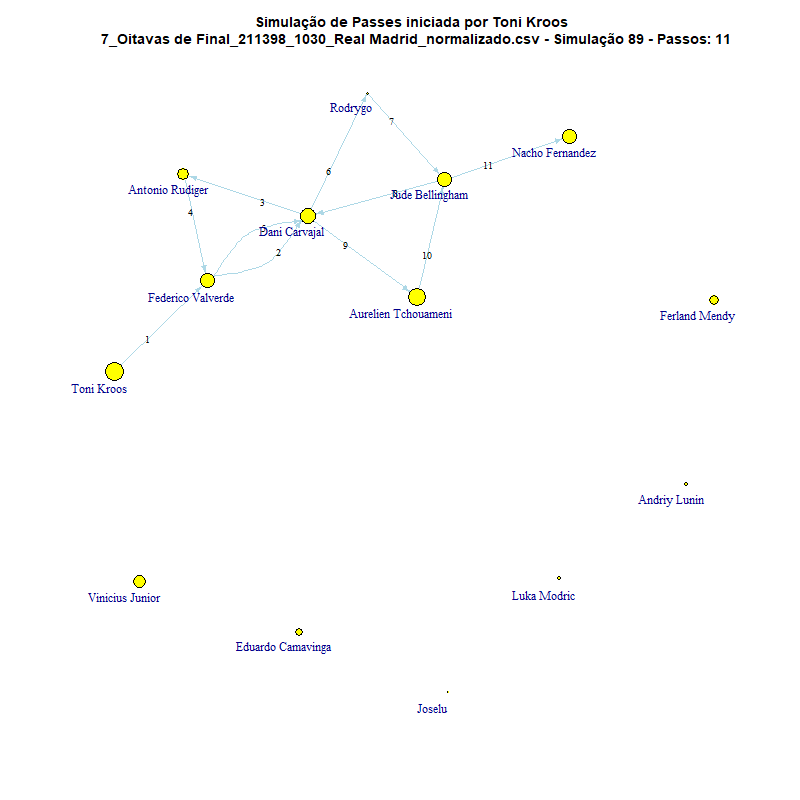 Simulação de Passes iniciada por Toni Kroos
7_Oitavas de Final_211398_1030_Real Madrid_normalizado.csv - Simulação 89 - Passos: 11
Rodrygo
7
Nacho Fernandez
11
6
Antonio Rudiger
3
8
Jude Bellingham
4
5
Dani Carvajal
2
9
10
Federico Valverde
Aurelien Tchouameni
Ferland Mendy
1
Toni Kroos
Andriy Lunin
Vinicius Junior
Luka Modric
Eduardo Camavinga
Joselu